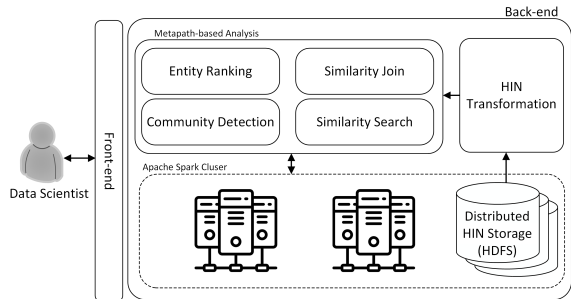 Back-end
Metapath-based Analysis
Entity Ranking
Similarity Join
Community Detection
Similarity Search
HIN
Transformation
Front-end
Data Scientist
Apache Spark Cluser
Distributed
HIN Storage
(HDFS)